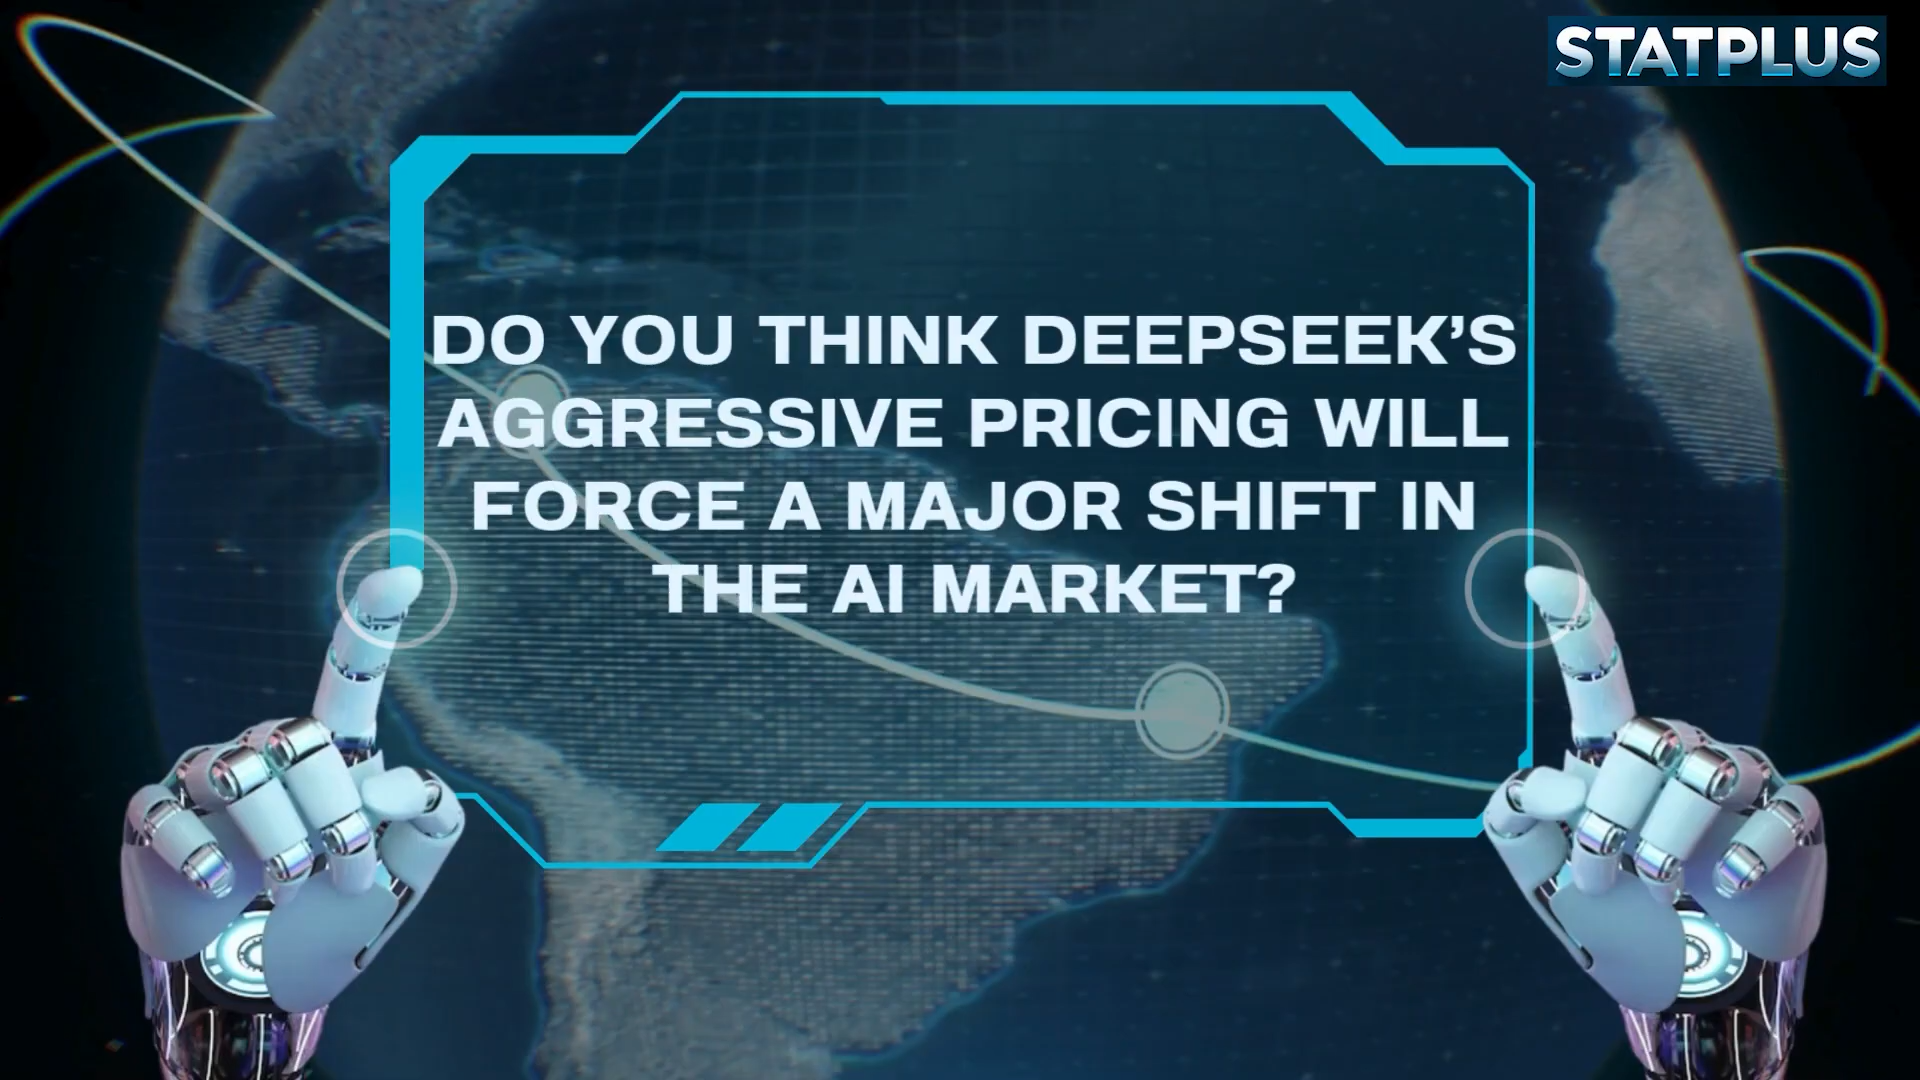 STATPLUS
DO YOU THINK DEEPSEEK’S
AGGRESSIVE PRICING WILL
FORCE A MAJOR SHIFT IN
THE AI MARKET?